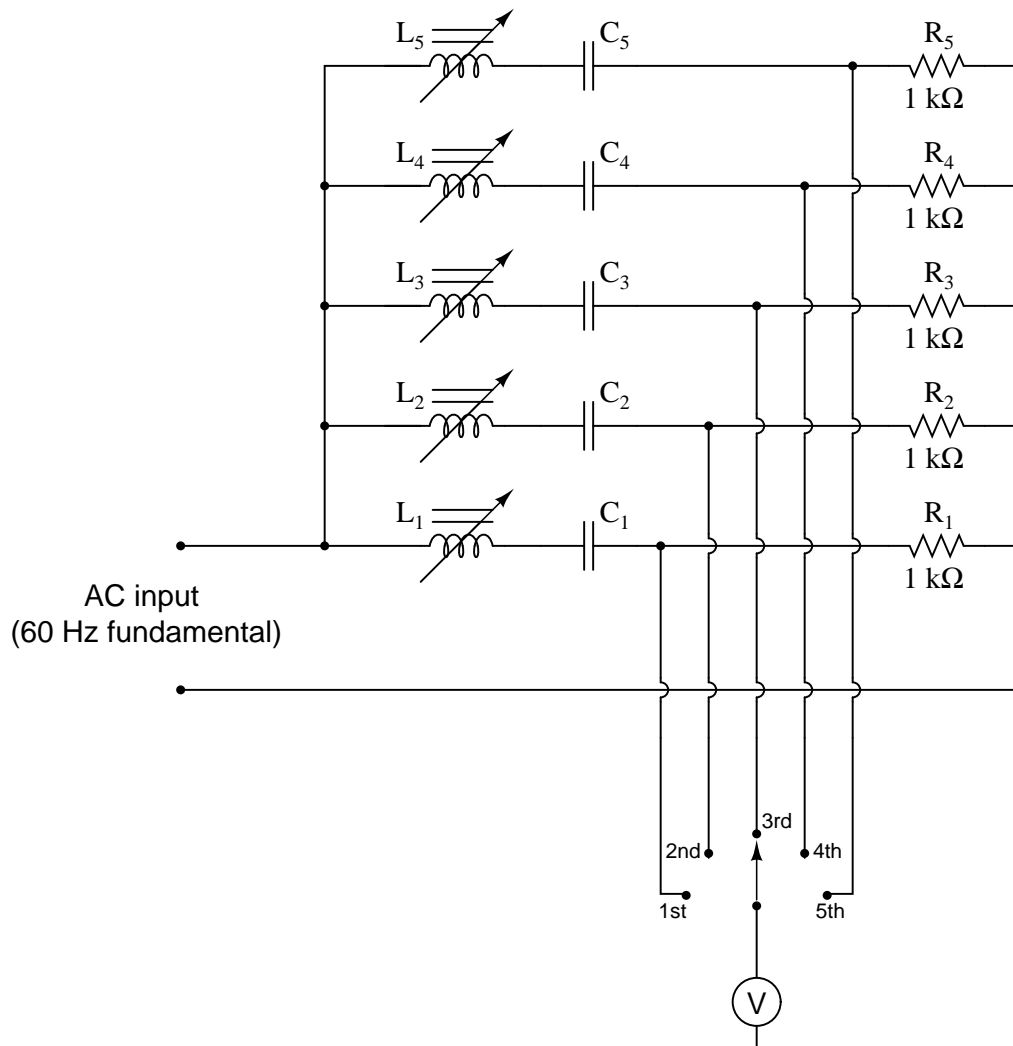 L5
C5
R5
1 kΩ
L4
C4
R4
1 kΩ
L3
C3
R3
1 kΩ
L2
C2
R2
1 kΩ
L1
C1
R1
1 kΩ
AC input
(60 Hz fundamental)
3rd
2nd
4th
1st
5th
V